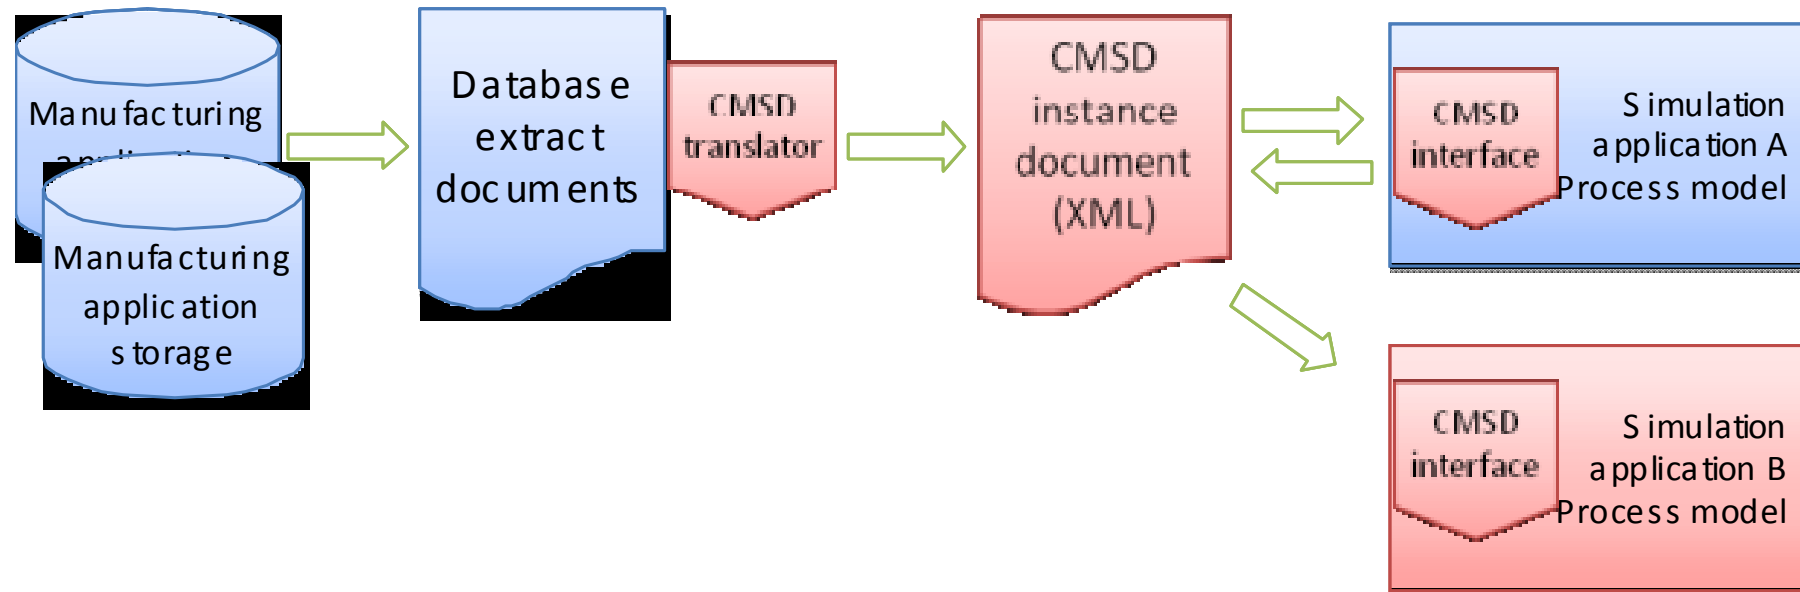 Manufacturing
Manufacturing
application
storage
Database
extract
documents
CMSD
translator
CMSD
instance
document
(XML)
CMSD
interface
Simulation
application A
Process model
CMSD
interface
Simulation
application B
Process model